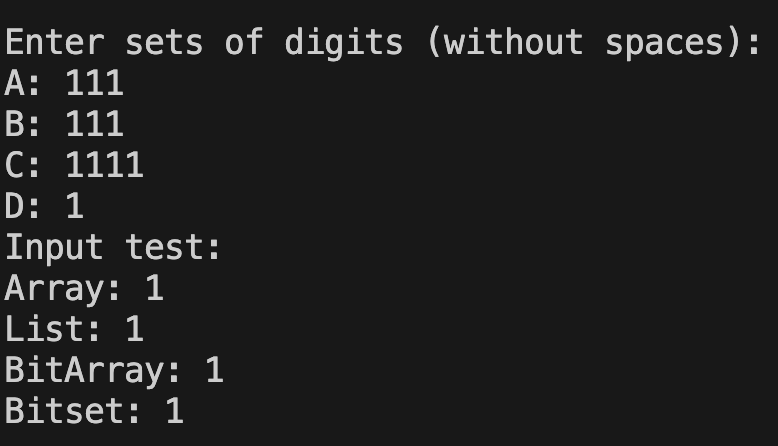 Enter sets of digits (without spaces):
A: 111
B: 111
C: 1111
D: 1
Input test:
Array: 1
List: 1
BitArray: 1
Bitset: 1